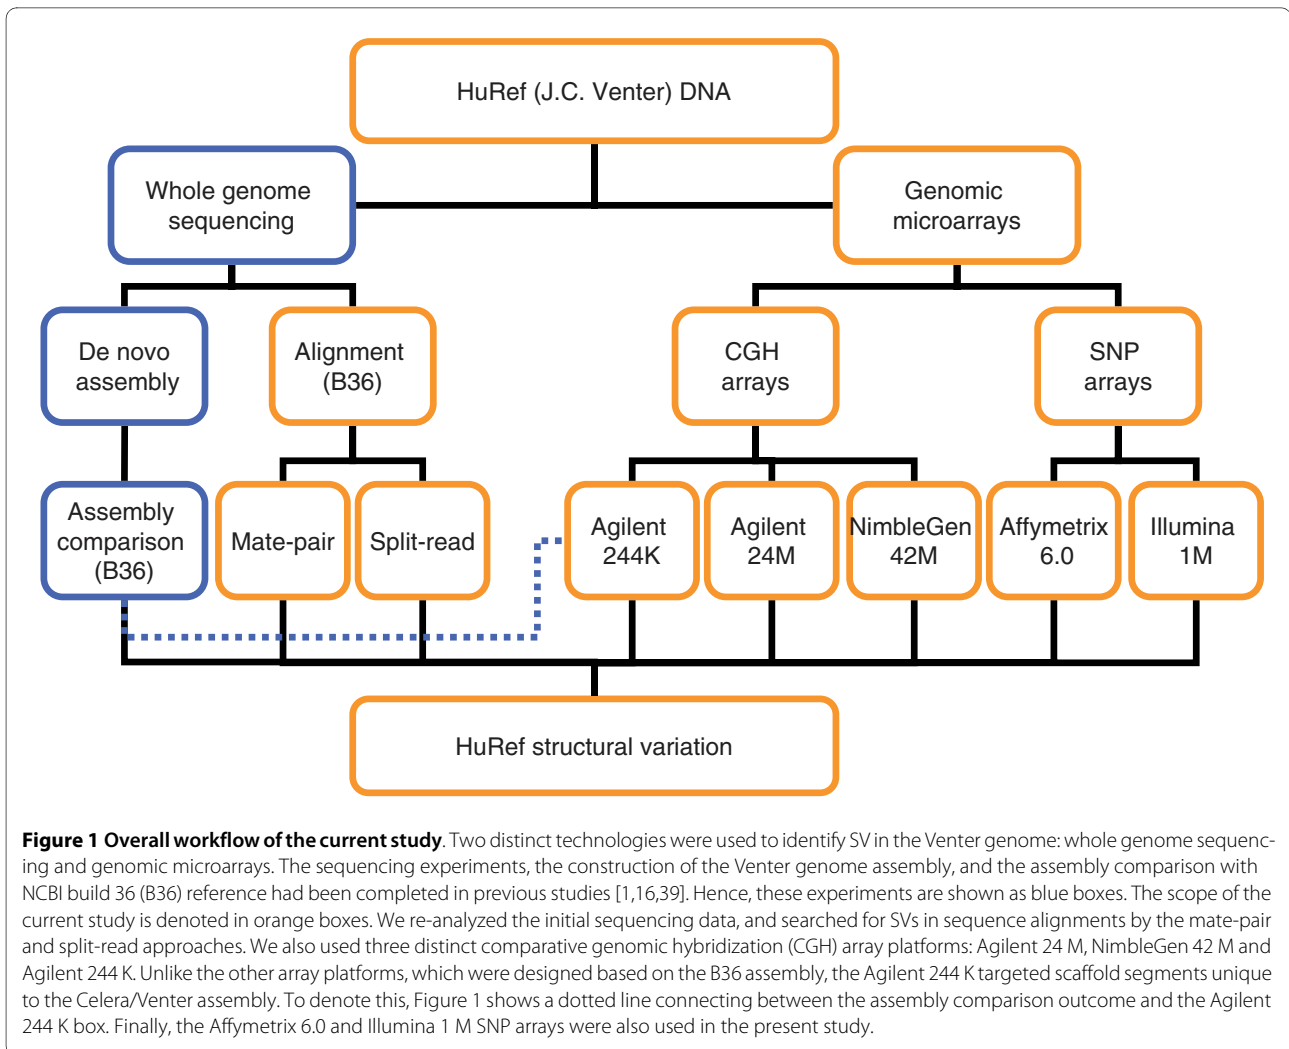 HuRef (J.C. Venter) DNA
Whole genome
sequencing
Genomic
microarrays
De novo
assembly
Alignment
(B36)
CGH
arrays
SNP
arrays
Assembly
comparison
(B36)
Mate-pair
Split-read
Agilent
244K
Agilent
24M
NimbleGen
42M
Affymetrix
6.0
Illumina
1M
HuRef structural variation
Figure 1 Overall workflow of the current study. Two distinct technologies were used to identify SV in the Venter genome: whole genome sequenc-
ing and genomic microarrays. The sequencing experiments, the construction of the Venter genome assembly, and the assembly comparison with
NCBI build 36 (B36) reference had been completed in previous studies [1,16,39]. Hence, these experiments are shown as blue boxes. The scope of the
current study is denoted in orange boxes. We re-analyzed the initial sequencing data, and searched for SVs in sequence alignments by the mate-pair
and split-read approaches. We also used three distinct comparative genomic hybridization (CGH) array platforms: Agilent 24 M, NimbleGen 42 M and
Agilent 244 K. Unlike the other array platforms, which were designed based on the B36 assembly, the Agilent 244 K targeted scaffold segments unique
to the Celera/Venter assembly. To denote this, Figure 1 shows a dotted line connecting between the assembly comparison outcome and the Agilent
244 K box. Finally, the Affymetrix 6.0 and Illumina 1 M SNP arrays were also used in the present study.